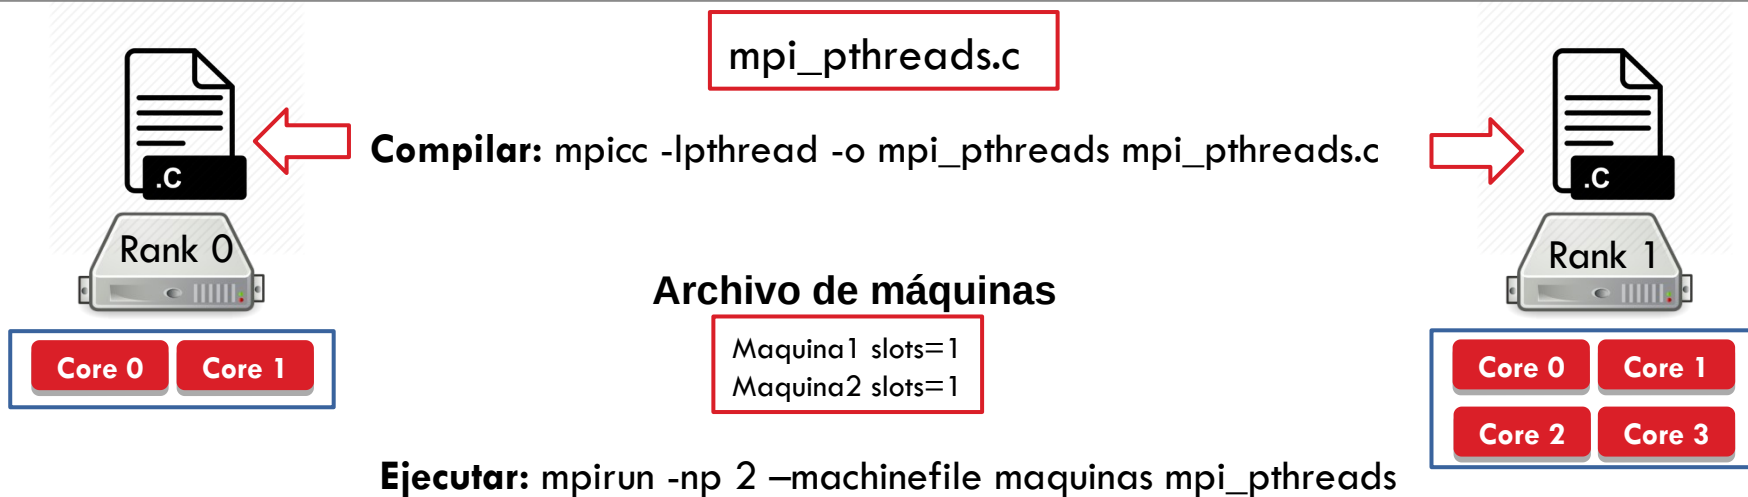 mpi_pthreads.c
.C
Compilar: mpicc -lpthread -o mpi_pthreads mpi_pthreads.c
.C
Rank 0
Rank 1
Archivo de máquinas
Maquina1 slots=1
Maquina2 slots=1
Core 0 Core 1
Core 0 Core 1
Core 2 Core 3
Ejecutar: mpirun -np 2 –machinefile maquinas mpi_pthreads